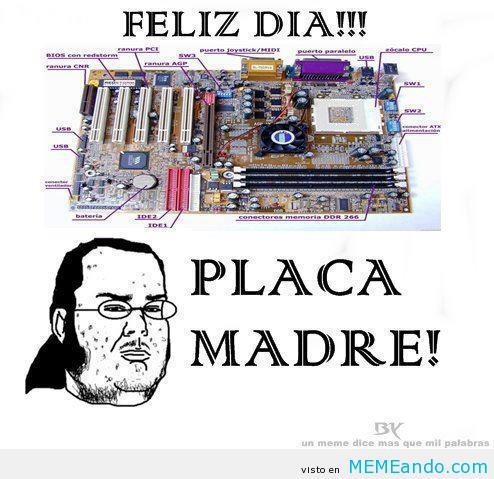 FELIZ DIA!!!
ranura PCI
puerto joystick/MIDI
puerto paralelo
zócalo CPU
BIOS con redstorm
SW3
USB
ranura CNR
ranura AGP
SW1
SW2
USB
conector ATX
alimentación
USB
conector
ventilador
batería
IDE2
conectores memoria DDR 266
IDE1
PLACA
MADRE!
BK
un meme dice mas que mil palabras
visto en MEMEando.com